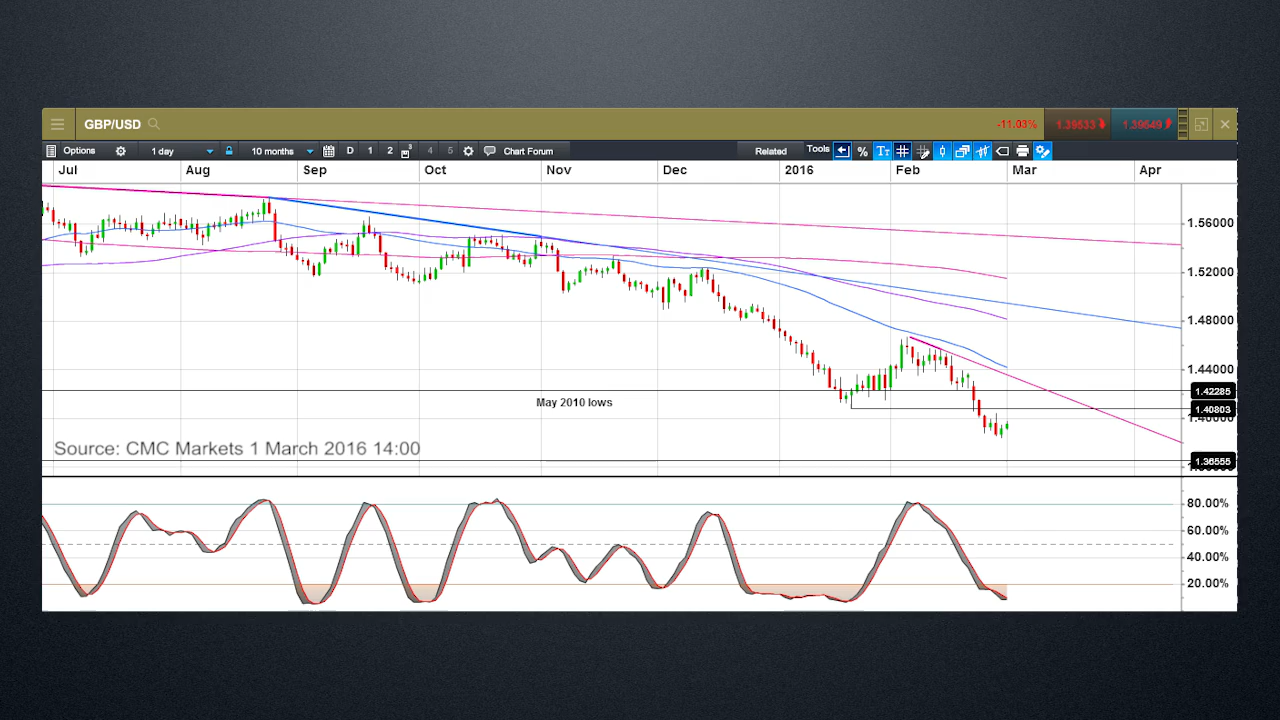 GBP/USD -11.03% 1.39533 1.39549
Options 1 day 10 months D 1 2 3 4 5 Chart Forum Related Tools
Jul Aug Sep Oct Nov Dec 2016 Feb Mar Apr
1.56000
1.52000
1.48000
1.44000
1.42285
May 2010 lows
1.40803
Source: CMC Markets 1 March 2016 14:00
1.36555
80.00%
60.00%
40.00%
20.00%